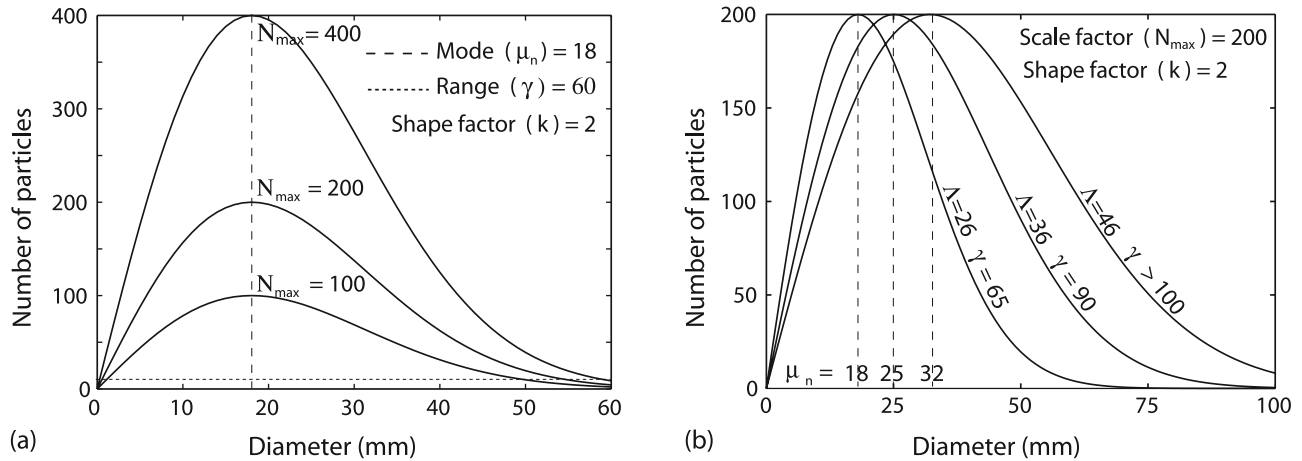 400
300
200
100
0
Number of particles
N_max = 400
Mode (μ_n) = 18
Range (γ) = 60
Shape factor (k) = 2
N_max = 200
N_max = 100
0 10 20 30 40 50 60
Diameter (mm)
(a)
200
150
100
50
0
Number of particles
Scale factor (N_max) = 200
Shape factor (k) = 2
Λ=26 γ = 65
Λ=36 γ = 90
Λ=46 γ > 100
μ_n = 18 25 32
0 25 50 75 100
Diameter (mm)
(b)